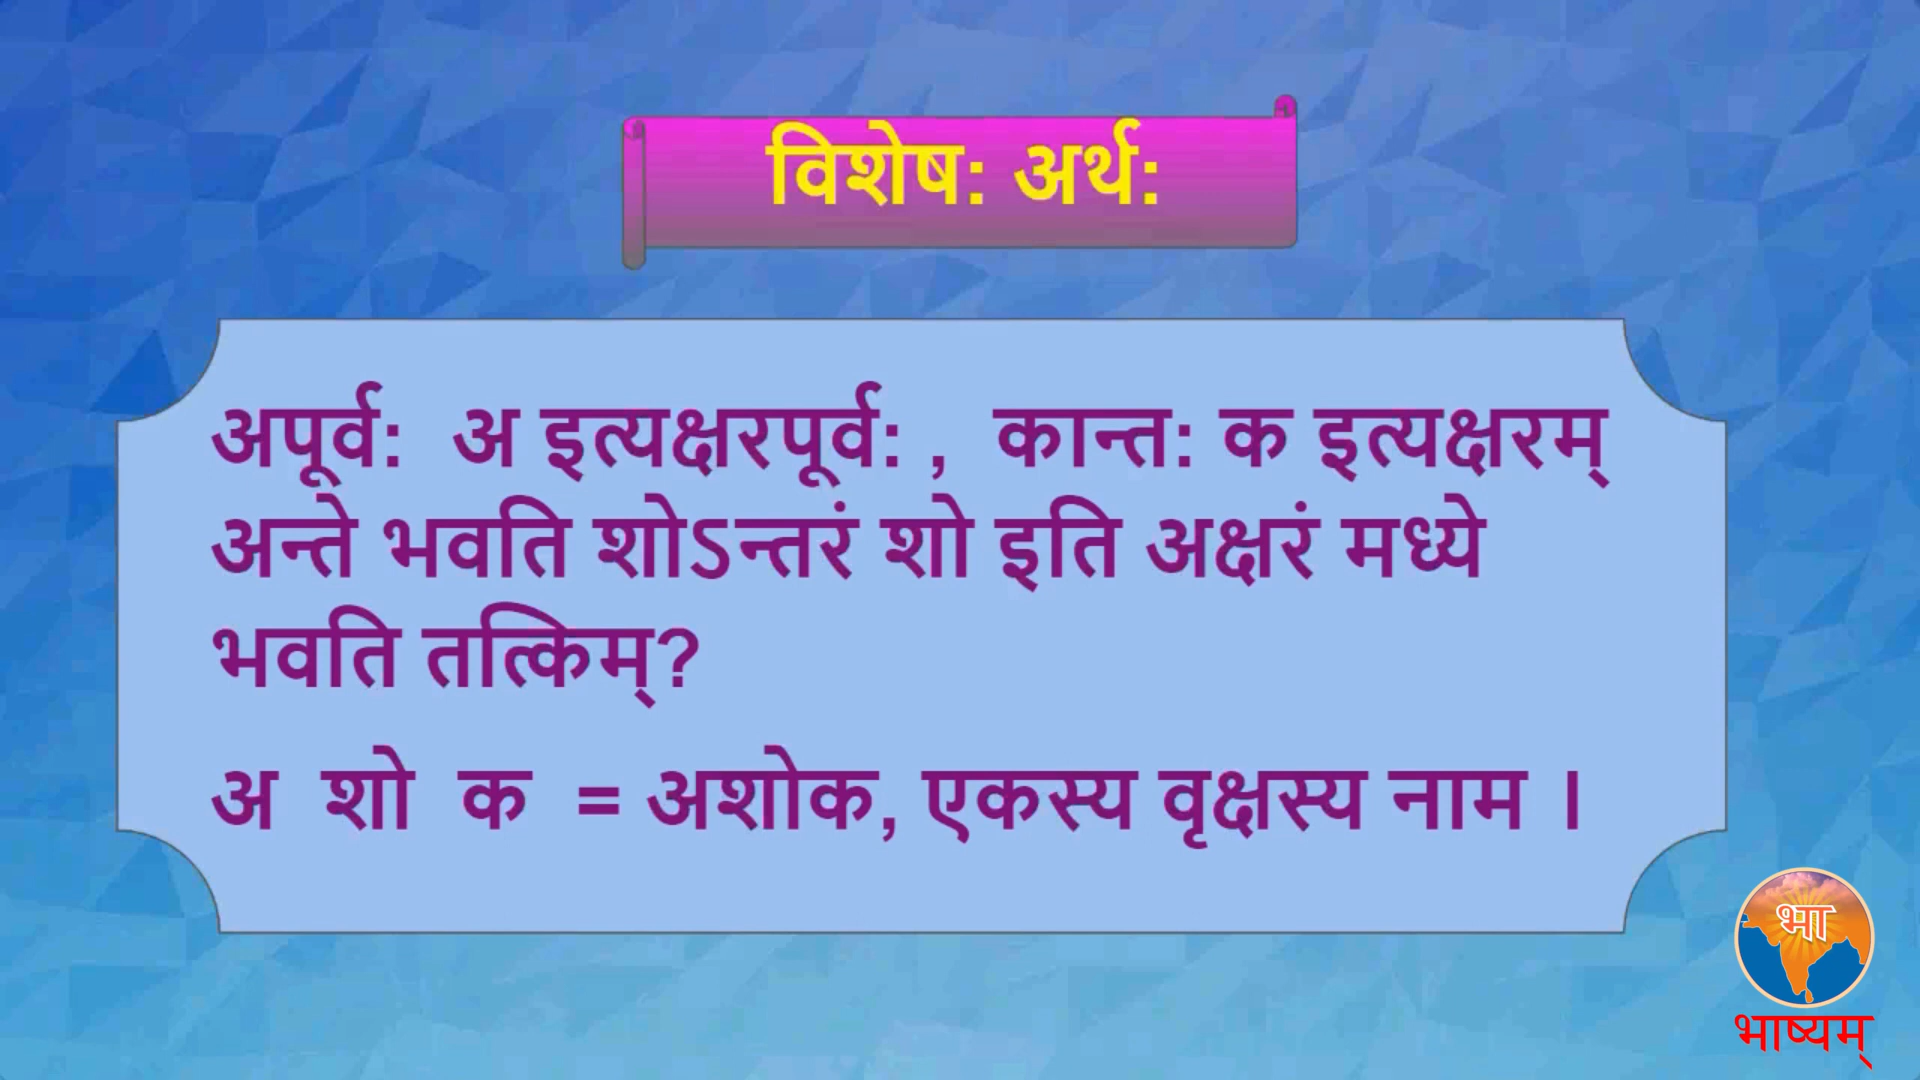 विशेष: अर्थ:
अपूर्व: अ इत्यक्षरपूर्व: , कान्त: क इत्यक्षरम्
अन्ते भवति शोऽन्तरं शो इति अक्षरं मध्ये
भवति तत्किम्?
अ शो क = अशोक, एकस्य वृक्षस्य नाम ।
भा
भाष्यम्